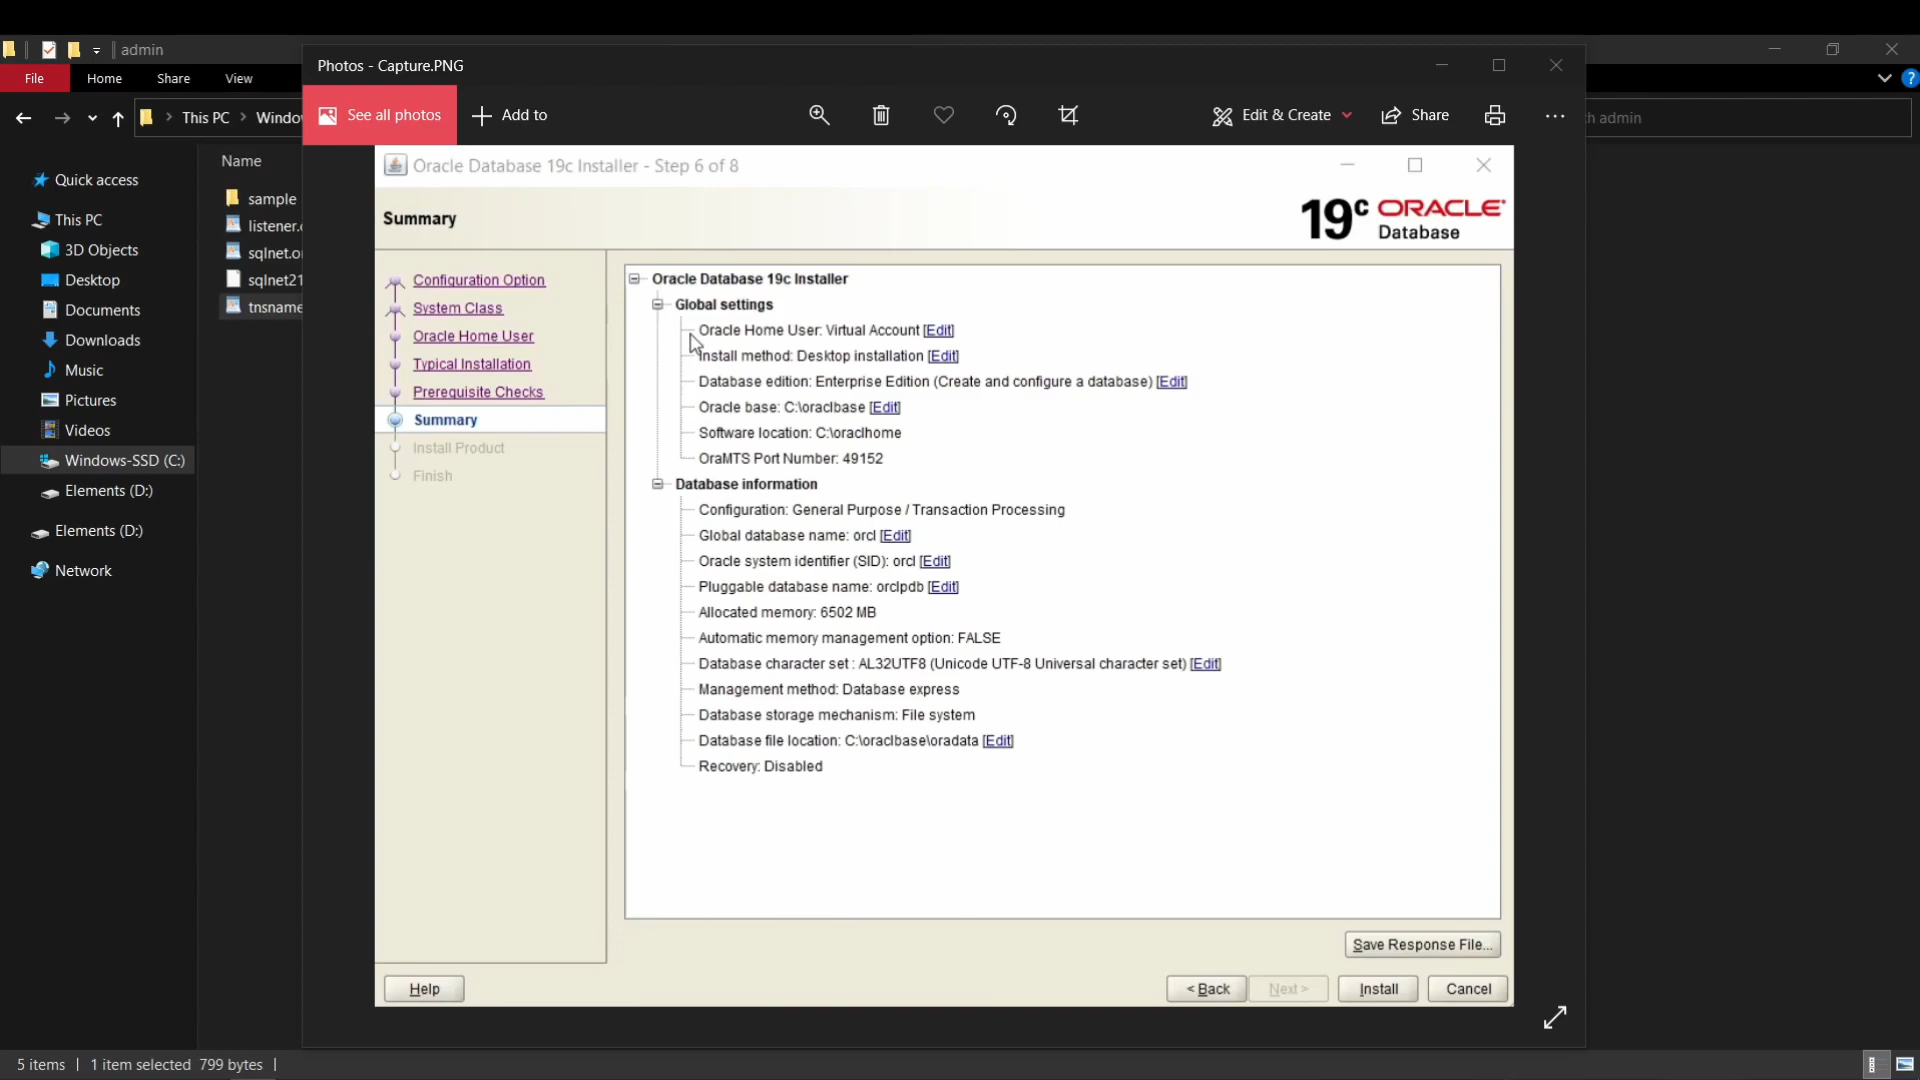 admin
File
Home
Share
View
This PC
Name
Quick access
This PC
3D Objects
Desktop
Documents
Downloads
Music
Pictures
Videos
Windows-SSD (C:)
Elements (D:)
Elements (D:)
Network
sample
5 items
1 item selected 799 bytes
Photos - Capture.PNG
See all photos
Add to
Edit & Create
Share
admin
Oracle Database 19c Installer - Step 6 of 8
Summary
19c ORACLE
Database
Configuration Option
System Class
Oracle Home User
Typical Installation
Prerequisite Checks
Summary
Install Product
Finish
Oracle Database 19c Installer
Global settings
Oracle Home User: Virtual Account [Edit]
Install method: Desktop installation [Edit]
Database edition: Enterprise Edition (Create and configure a database) [Edit]
Oracle base: C:\oraclbase [Edit]
Software location: C:\oraclhome
OraMTS Port Number: 49152
Database information
Configuration: General Purpose / Transaction Processing
Global database name: orcl [Edit]
Oracle system identifier (SID): orcl [Edit]
Pluggable database name: orclpdb [Edit]
Allocated memory: 6502 MB
Automatic memory management option: FALSE
Database character set : AL32UTF8 (Unicode UTF-8 Universal character set) [Edit]
Management method: Database express
Database storage mechanism: File system
Database file location: C:\oraclbase\oradata [Edit]
Recovery: Disabled
Save Response File...
Help
< Back
Next >
Install
Cancel